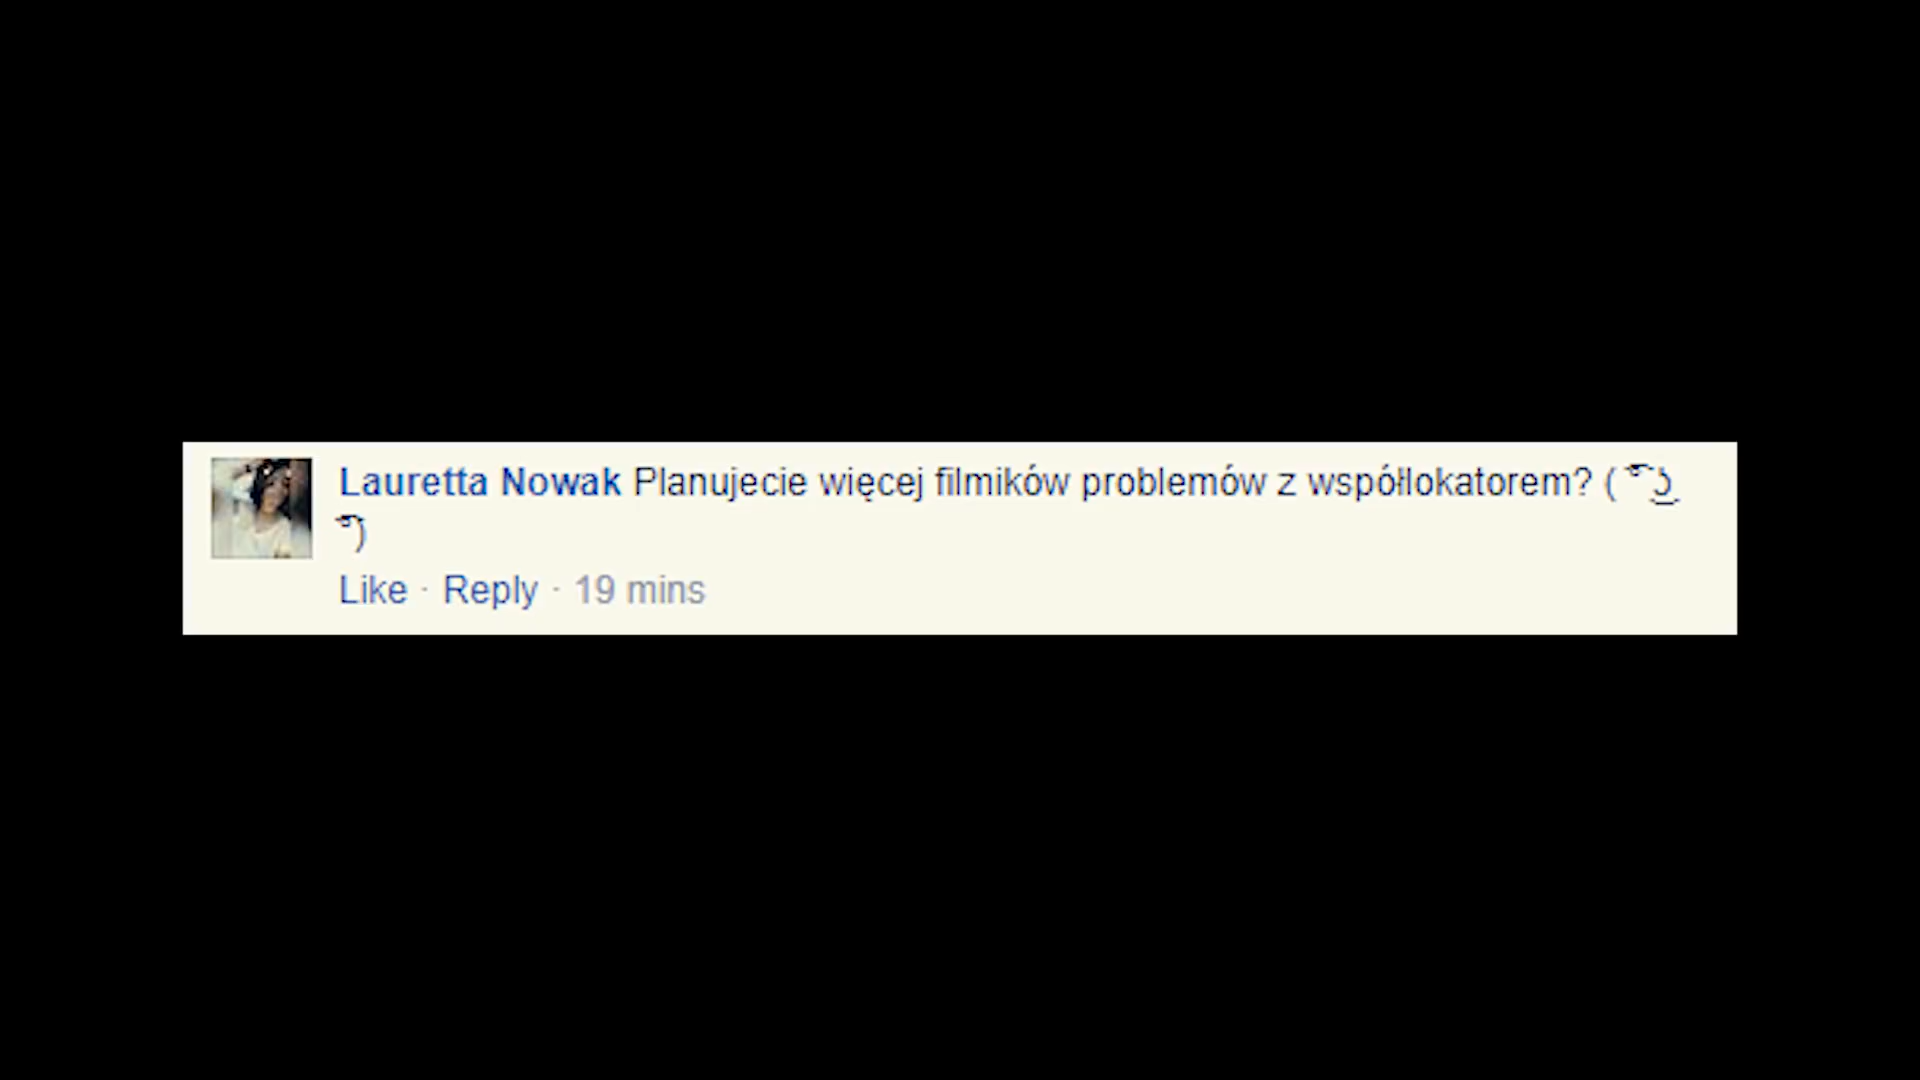 Lauretta Nowak Planujecie więcej filmików problemów z współlokatorem? ( ͡° ͜ʖ
͡°)
Like · Reply · 19 mins